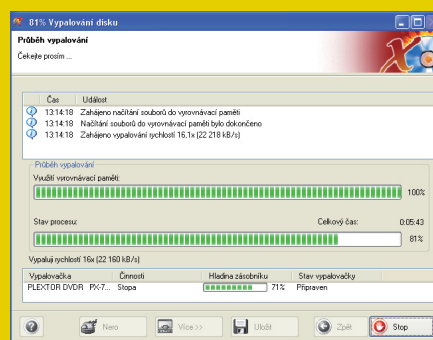 81% Vypalování disku
Průběh vypalování
Čekejte prosím ...
Čas Událost
13:14:18 Zahájeno načítání souborů do vyrovnávací paměti
13:14:18 Načítání souborů do vyrovnávací paměti bylo dokončeno
13:14:18 Zahájeno vypalování rychlostí 16,1x (22 218 kB/s)
Průběh vypalování
Využití vyrovnávací paměti:
100%
Stav procesu: Celkový čas: 0:05:43
81%
Vypaluji rychlostí 16x (22 160 kB/s)
Vypalovačka Činnosti Hladina zásobníku Stav vypalovačky
PLEXTOR DVDR PX-7... Stopa 71% Připraven
? Nero Více >> Uložit Zpět Stop